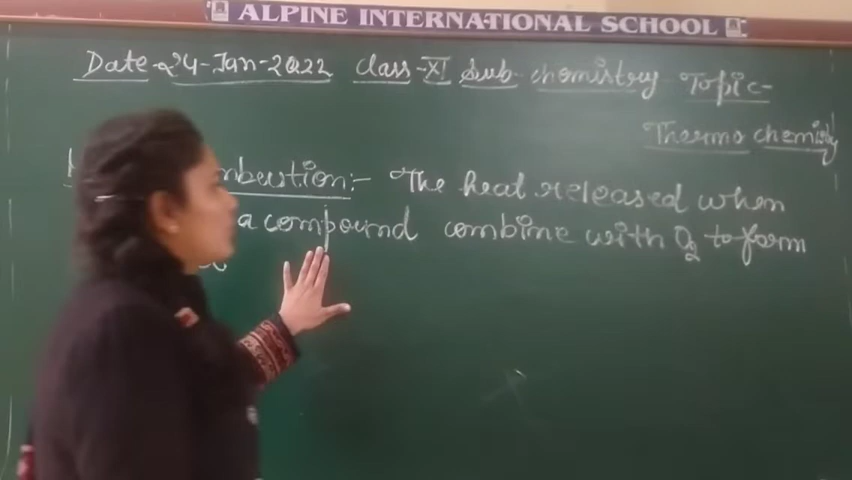 ALPINE INTERNATIONAL SCHOOL
Date - 24-Jan-2022 Class - XI Sub - chemistry Topic -
Thermo chemistry
:- The heat released when
a compound combine with O2 to form